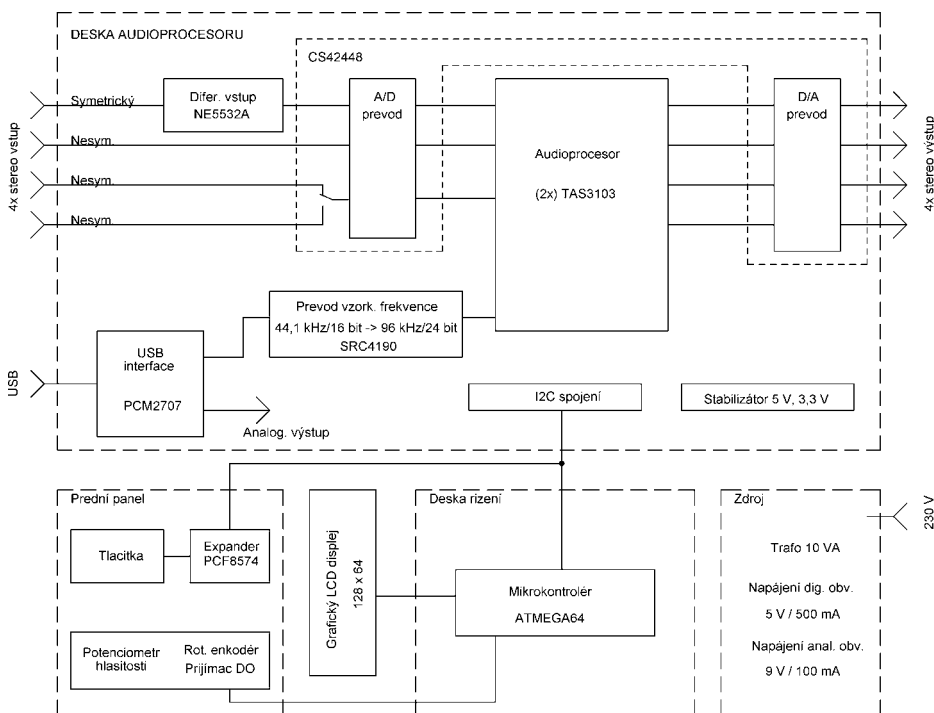 DESKA AUDIOPROCESORU
CS42448
4x stereo vstup
Symetrický
Nesym.
Nesym.
Nesym.
Difer. vstup
NE5532A
A/D
prevod
Audioprocesor
(2x) TAS3103
D/A
prevod
4x stereo výstup
Prevod vzork. frekvence
44,1 kHz/16 bit -> 96 kHz/24 bit
SRC4190
USB
USB
interface
PCM2707
Analog. výstup
I2C spojení
Stabilizátor 5 V, 3,3 V
Prední panel
Tlacitka
Expander
PCF8574
Potenciometr
hlasitosti
Rot. enkodér
Prijímac DO
Grafický LCD displej
128 x 64
Deska rízení
Mikrokontrolér
ATMEGA64
Zdroj
230 V
Trafo 10 VA
Napájení dig. obv.
5 V / 500 mA
Napájení anal. obv.
9 V / 100 mA